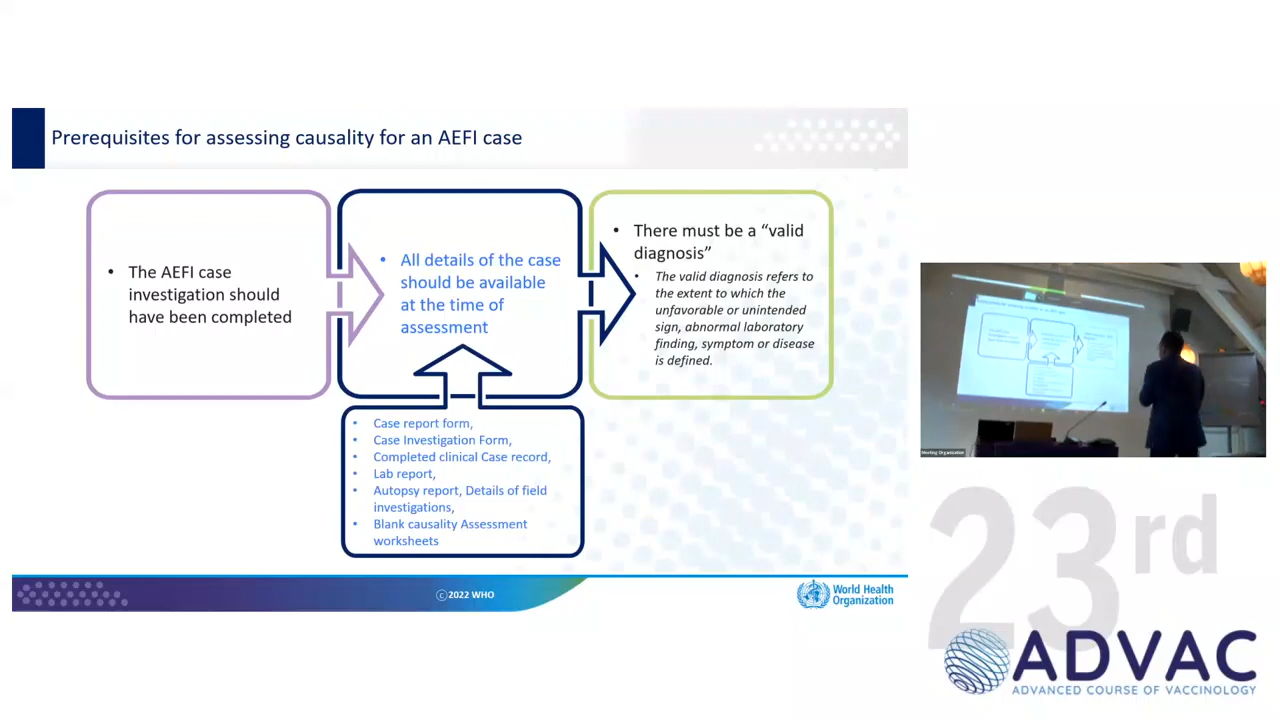 Prerequisites for assessing causality for an AEFI case
• The AEFI case
investigation should
have been completed
• All details of the case
should be available
at the time of
assessment
• There must be a “valid
diagnosis”
• The valid diagnosis refers to
the extent to which the
unfavorable or unintended
sign, abnormal laboratory
finding, symptom or disease
is defined.
• Case report form,
• Case Investigation Form,
• Completed clinical Case record,
• Lab report,
• Autopsy report, Details of field
investigations,
• Blank causality Assessment
worksheets
©2022 WHO
World Health
Organization
Meeting Organization
23rd
ADVAC
ADVANCED COURSE OF VACCINOLOGY